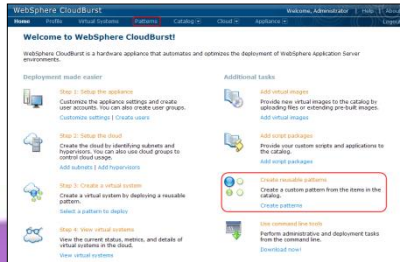 WebSphere CloudBurst
Welcome, Administrator | Help | About
Home Profile Virtual Systems Patterns Catalog Cloud Appliance Logout
Welcome to WebSphere CloudBurst!
WebSphere CloudBurst is a hardware appliance that automates and optimizes the deployment of WebSphere Application Server
environments.
Deployment made easier
Step 1: Setup the appliance
Customize the appliance settings and create
user accounts. You can also create user groups.
Customize settings | Create users
Step 2: Setup the cloud
Create the cloud by identifying subnets and
hypervisors. You can also use cloud groups to
control cloud usage.
Add subnets | Add hypervisors
Step 3: Create a virtual system
Create a virtual system by deploying a reusable
pattern.
Select a pattern to deploy
Step 4: View virtual systems
View the current status, metrics, and details of
virtual systems in the cloud.
View virtual systems
Additional tasks
Add virtual images
Provide new virtual images to the catalog by
uploading files or extending pre-built images.
Add virtual images
Add script packages
Provide your custom scripts and applications to
the catalog.
Add script packages
Create reusable patterns
Create a custom pattern from the items in the
catalog.
Create patterns
Use command line tools
Perform administrative and deployment tasks
from the command line.
Download now!